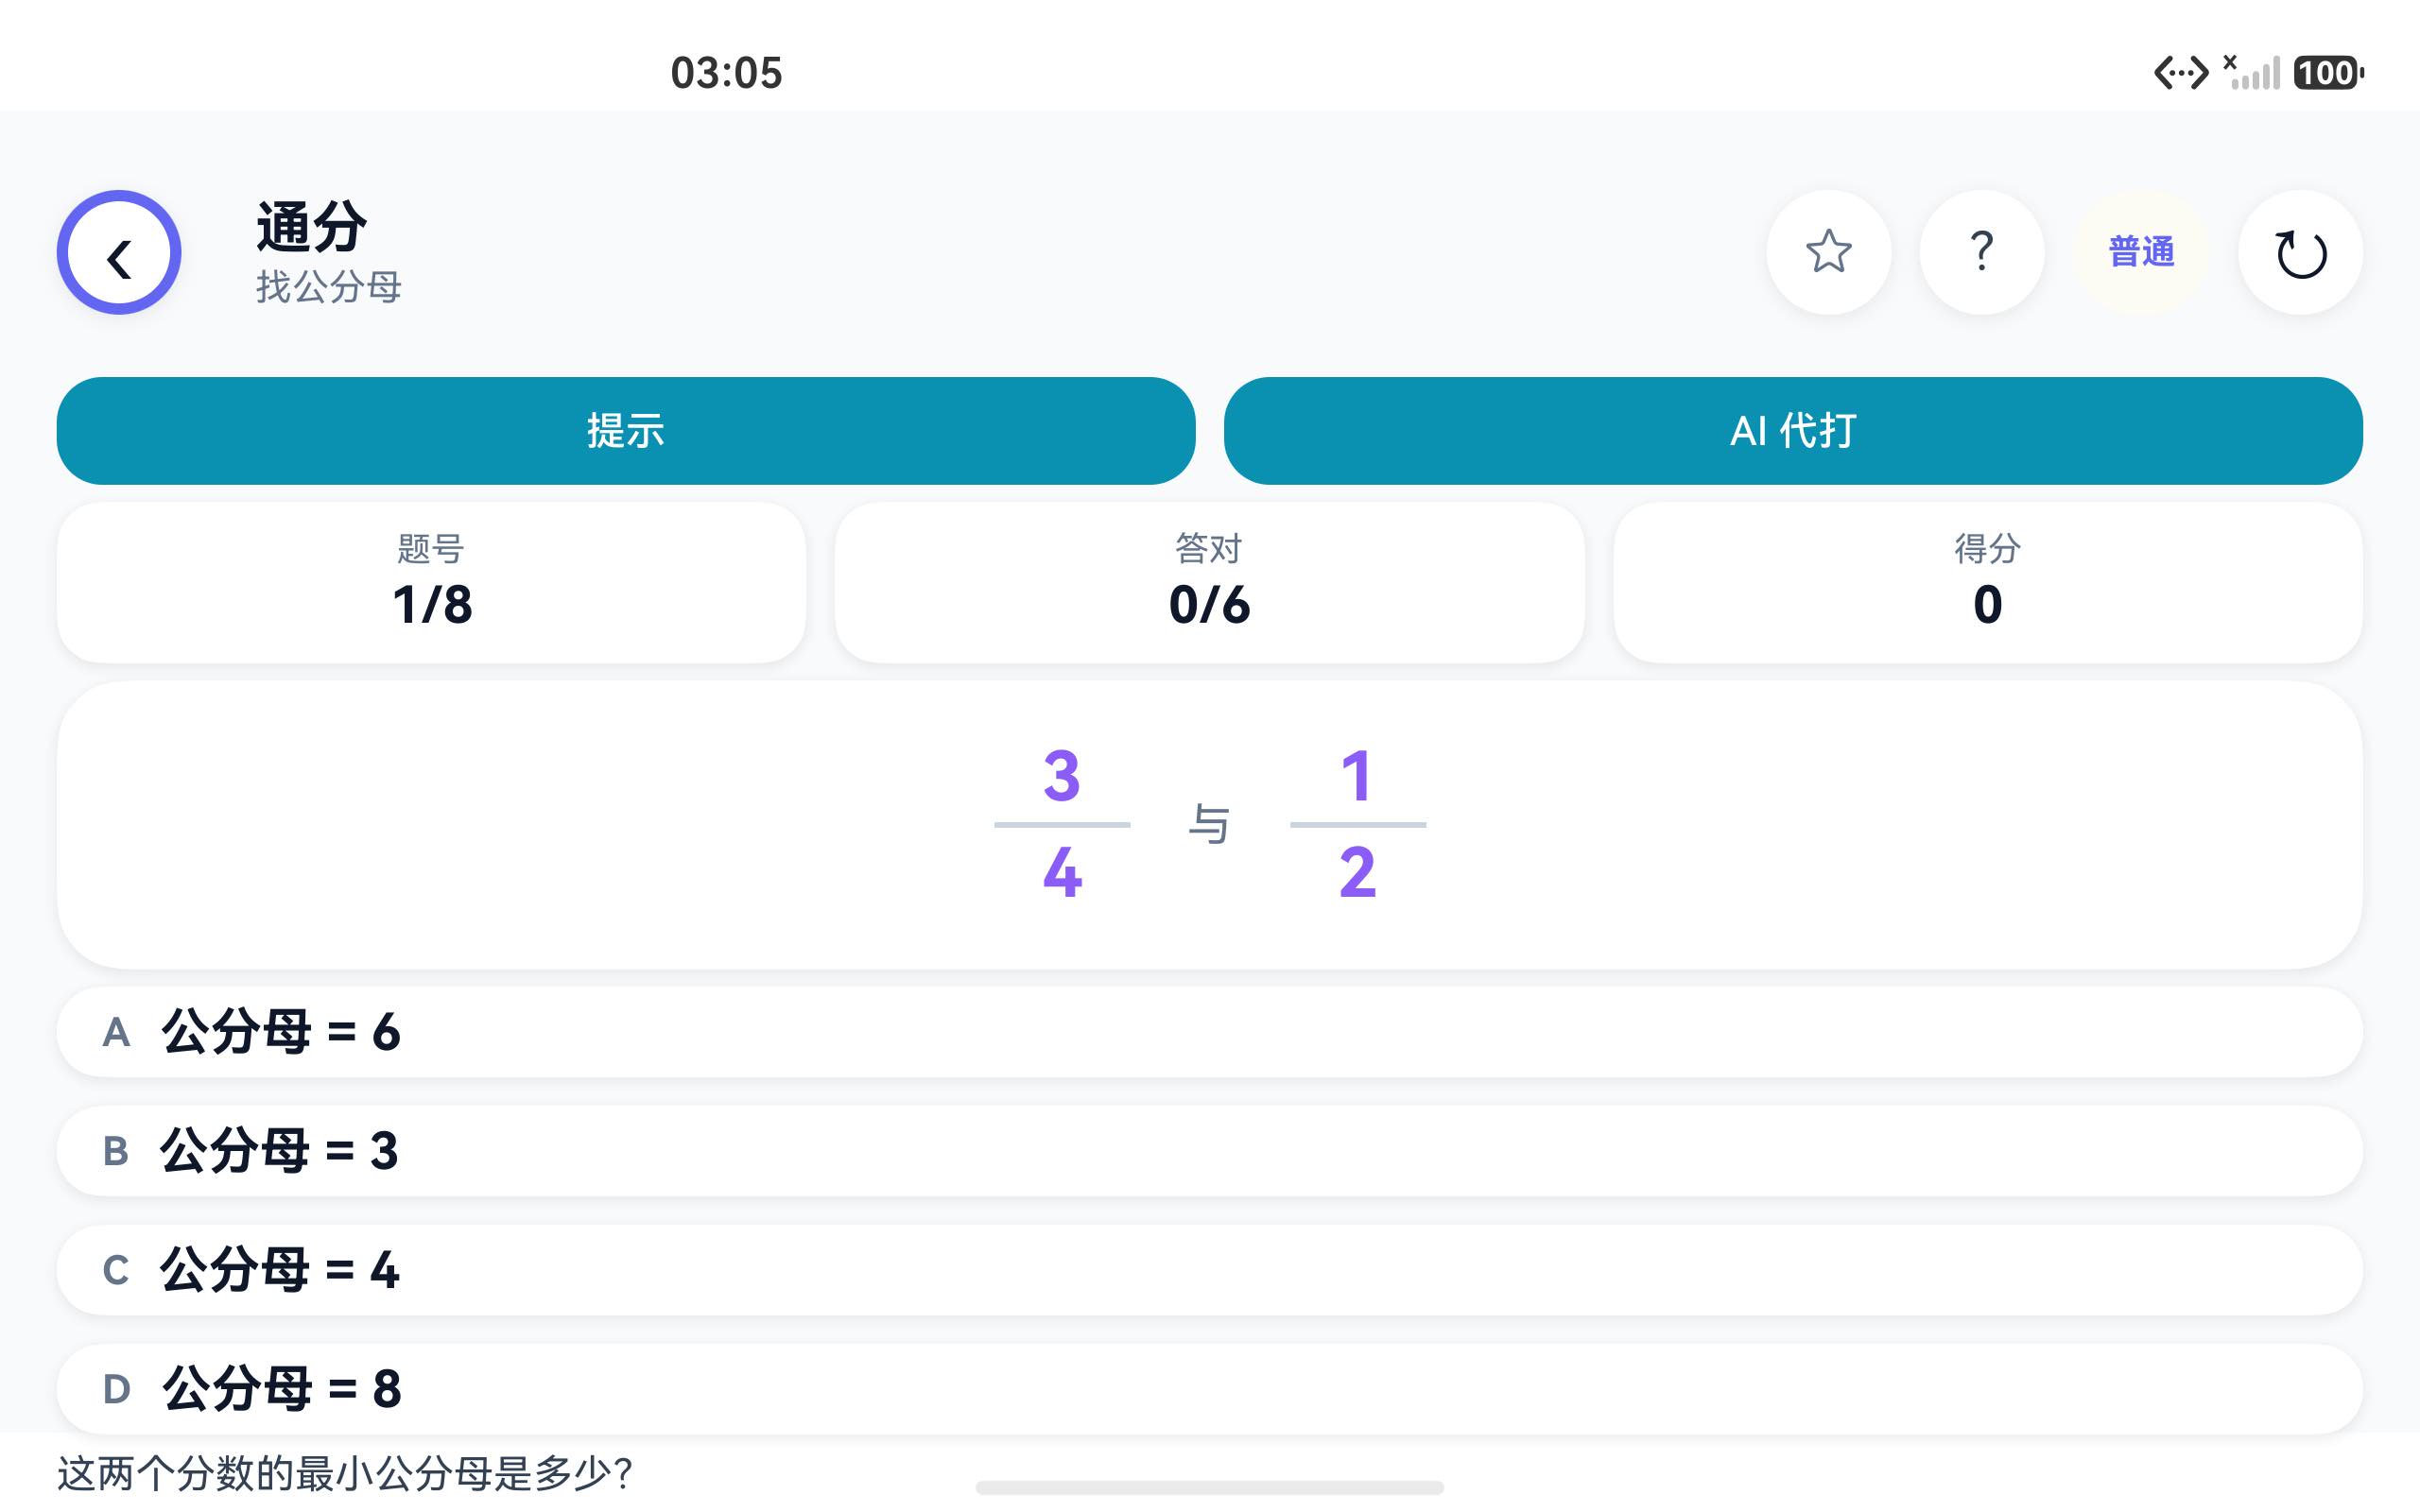 03:05
100
通分
找公分母
?
普通
提示
AI 代打
题号
1/8
答对
0/6
得分
0
3
4
与
1
2
A 公分母 = 6
B 公分母 = 3
C 公分母 = 4
D 公分母 = 8
这两个分数的最小公分母是多少?